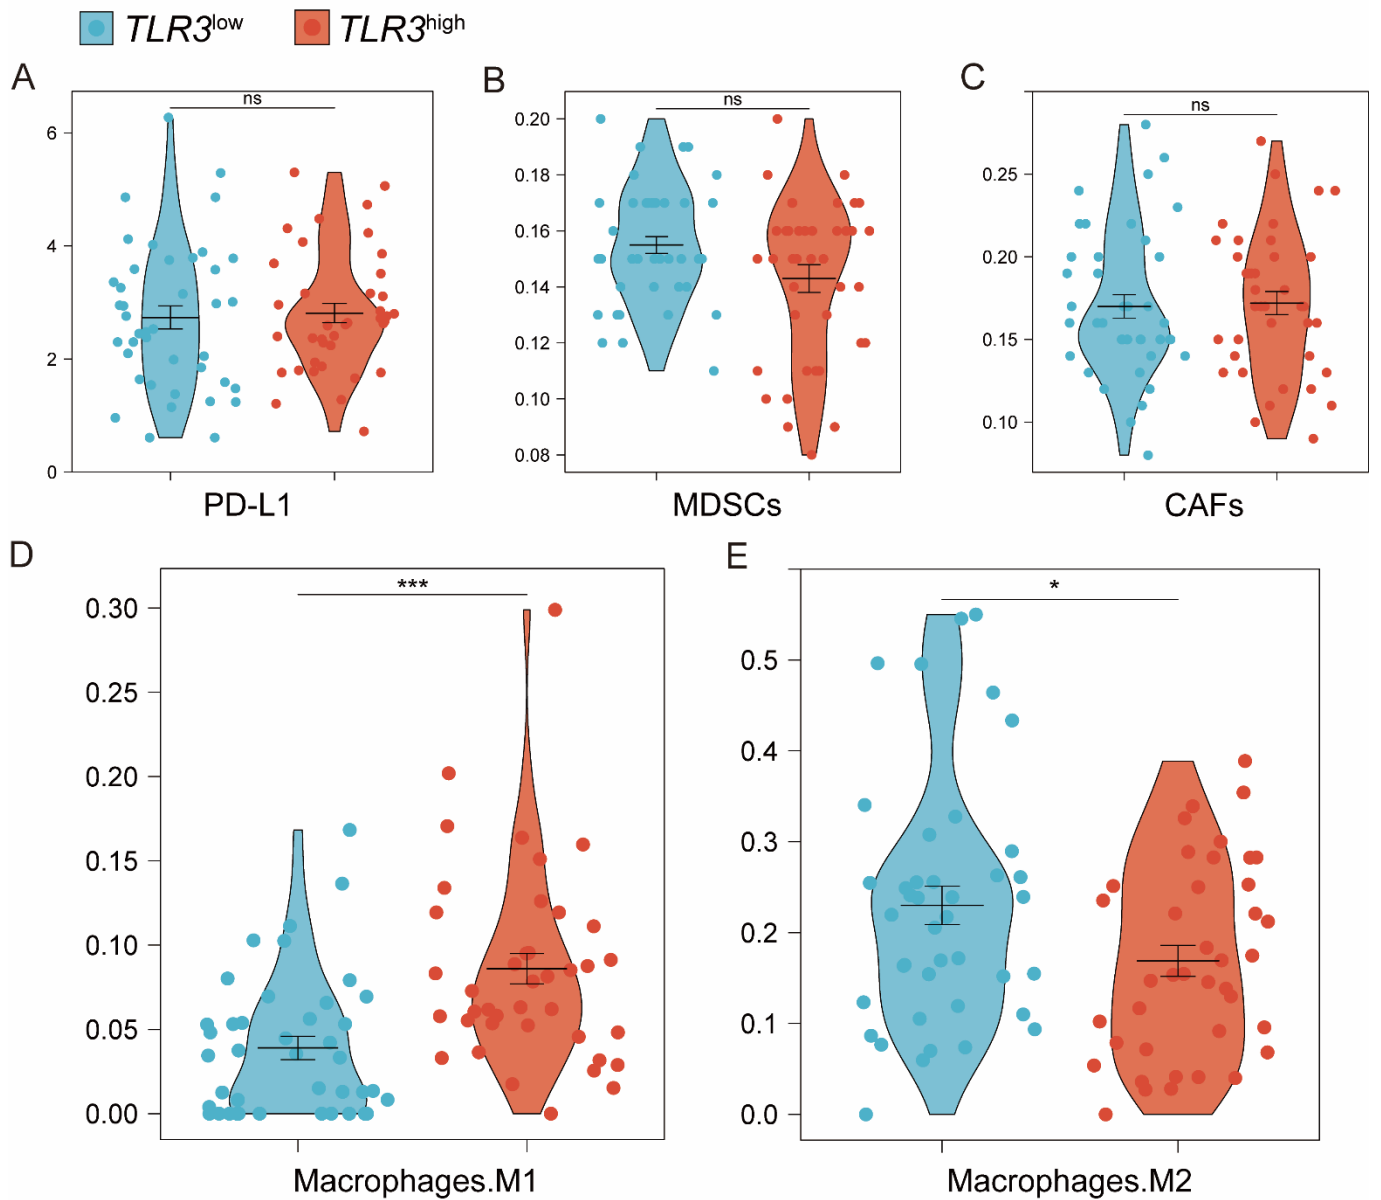 TLR3low TLR3high
A B C
ns ns ns
6 0.20 0.25
4 0.18 0.20
2 0.16 0.15
0 0.14 0.10
0.12
0.10
0.08
PD-L1 MDSCs CAFs
D E
*** *
0.30 0.5
0.25 0.4
0.20 0.3
0.15 0.2
0.10 0.1
0.05 0.0
0.00
Macrophages.M1 Macrophages.M2